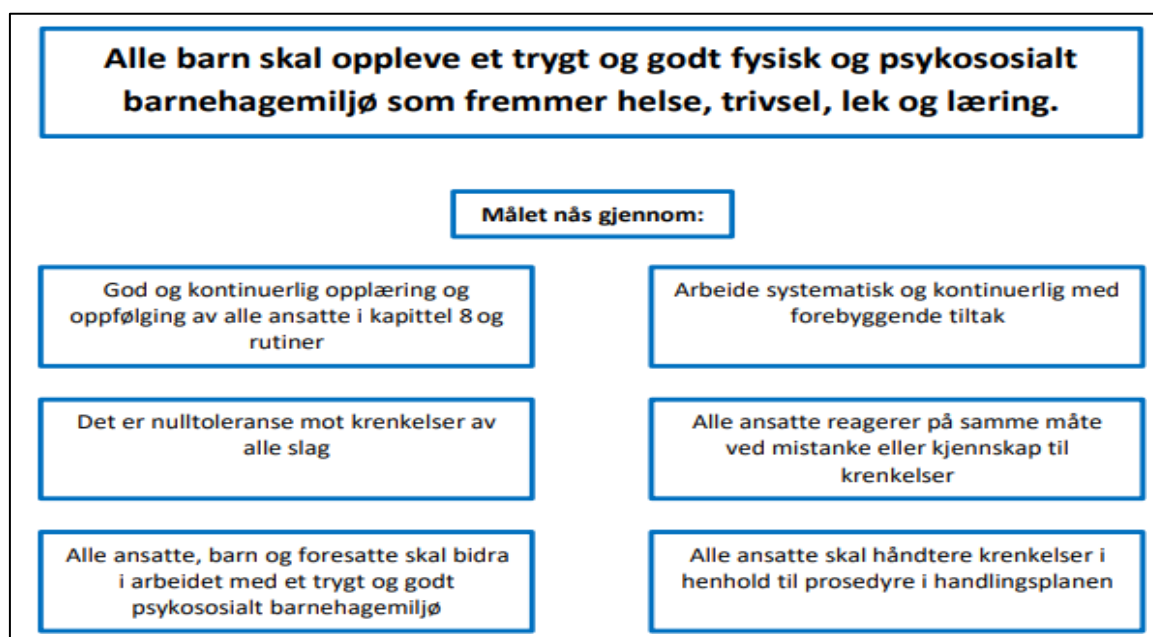 Alle barn skal oppleve et trygt og godt fysisk og psykososialt
barnehagemiljø som fremmer helse, trivsel, lek og læring.
Målet nås gjennom:
God og kontinuerlig opplæring og
oppfølging av alle ansatte i kapittel 8 og
rutiner
Arbeide systematisk og kontinuerlig med
forebyggende tiltak
Det er nulltoleranse mot krenkelser av
alle slag
Alle ansatte reagerer på samme måte
ved mistanke eller kjennskap til
krenkelser
Alle ansatte, barn og foresatte skal bidra
i arbeidet med et trygt og godt
psykososialt barnehagemiljø
Alle ansatte skal håndtere krenkelser i
henhold til prosedyre i handlingsplanen